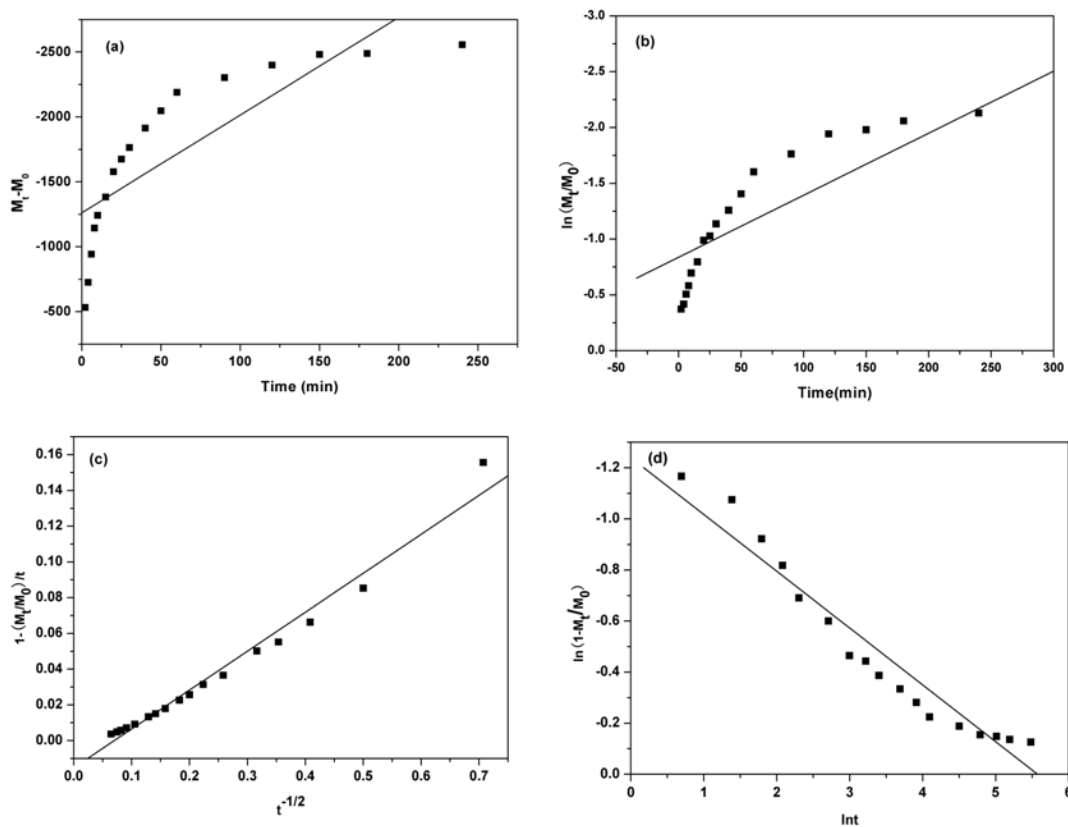 (a)
-2500
-2000
-1500
-1000
-500
Mt-M0
0 50 100 150 200 250
Time (min)
(b)
-3.0
-2.5
-2.0
-1.5
-1.0
-0.5
0.0
ln (Mt/M0)
-50 0 50 100 150 200 250 300
Time(min)
(c)
0.16
0.14
0.12
0.10
0.08
0.06
0.04
0.02
0.00
1-(Mt/M0)/t
0.0 0.1 0.2 0.3 0.4 0.5 0.6 0.7
t-1/2
(d)
-1.2
-1.0
-0.8
-0.6
-0.4
-0.2
0.0
ln (1-Mt/M0)
0 1 2 3 4 5 6
lnt